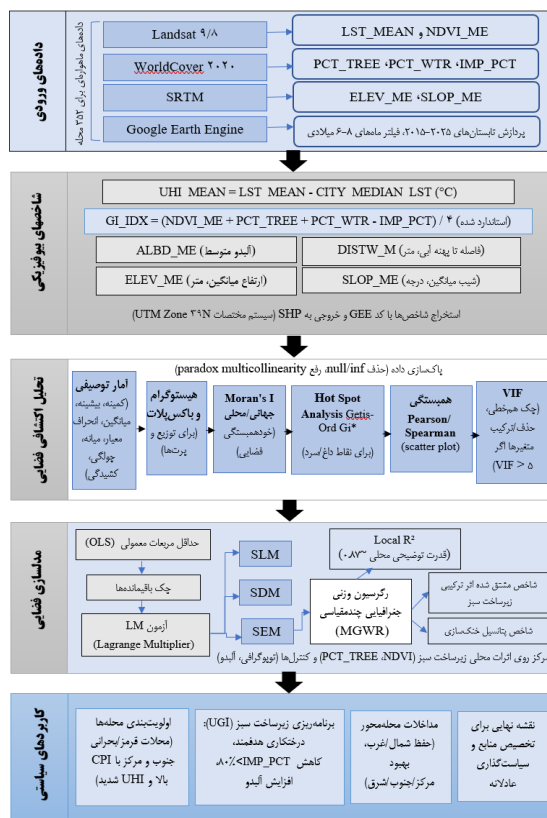 داده‌های ورودی
داده‌های ماهواره‌ای برای ۳۵۲ محله
Landsat ۹/۸
LST_MEAN و NDVI_ME
WorldCover ۲۰۲۰
PCT_TREE ،PCT_WTR ،IMP_PCT
SRTM
ELEV_ME ،SLOP_ME
Google Earth Engine
پردازش تابستان‌های ۲۰۲۵-۲۰۱۵، فیلتر ماه‌های ۸-۶ میلادی
شاخصهای بیوفیزیکی
UHI_MEAN = LST_MEAN - CITY_MEDIAN_LST (°C)
GI_IDX = (NDVI_ME + PCT_TREE + PCT_WTR - IMP_PCT) / ۴ (استاندارد شده)
ALBD_ME (آلبدو متوسط)
DISTW_M (فاصله تا پهنه آبی، متر)
ELEV_ME (ارتفاع میانگین، متر)
SLOP_ME (شیب میانگین، درجه)
استخراج شاخص‌ها با کد GEE و خروجی به SHP (سیستم مختصات UTM Zone ۳۹N)
تحلیل اکتشافی فضایی
پاک‌سازی داده (حذف null/inf، رفع paradox multicollinearity)
آمار توصیفی
(کمینه، بیشینه،
میانگین، انحراف
معیار، میانه،
چولگی،
کشیدگی)
هیستوگرام
و باکس‌پلات
(برای توزیع و
پرت‌ها)
Moran's I
جهانی/محلی
(خودهمبستگی
فضایی)
Hot Spot
Analysis Getis-
Ord Gi*
(برای نقاط داغ/سرد)
همبستگی
Pearson/
Spearman
(scatter plot)
VIF
(چک هم‌خطی،
حذف/ترکیب
متغیرها اگر
VIF > ۵)
مدلسازی فضایی
حداقل مربعات معمولی (OLS)
چک باقیمانده‌ها
آزمون LM
(Lagrange Multiplier)
SLM
SDM
SEM
Local R²
(قدرت توضیحی محلی ~۰.۸۷)
رگرسیون وزنی
جغرافیایی چندمقیاسی
(MGWR)
شاخص مشتق شده اثر ترکیبی
زیرساخت سبز
شاخص پتانسیل خنک‌سازی
مرکز روی اثرات محلی زیرساخت سبز (PCT_TREE ،NDVI) و کنترل‌ها (توپوگرافی، آلبدو)
کاربردهای سیاستی
اولویت‌بندی محله‌ها
(محلات قرمز/بحرانی
جنوب و مرکز با CPI
بالا و UHI شدید)
برنامه‌ریزی زیرساخت سبز (UGI):
درختکاری هدفمند،
کاهش IMP_PCT>۸۰٪،
افزایش آلبدو
مداخلات محله‌محور
(حفظ شمال/غرب،
بهبود
مرکز/جنوب/شرق)
نقشه نهایی برای
تخصیص منابع و
سیاست‌گذاری
عادلانه